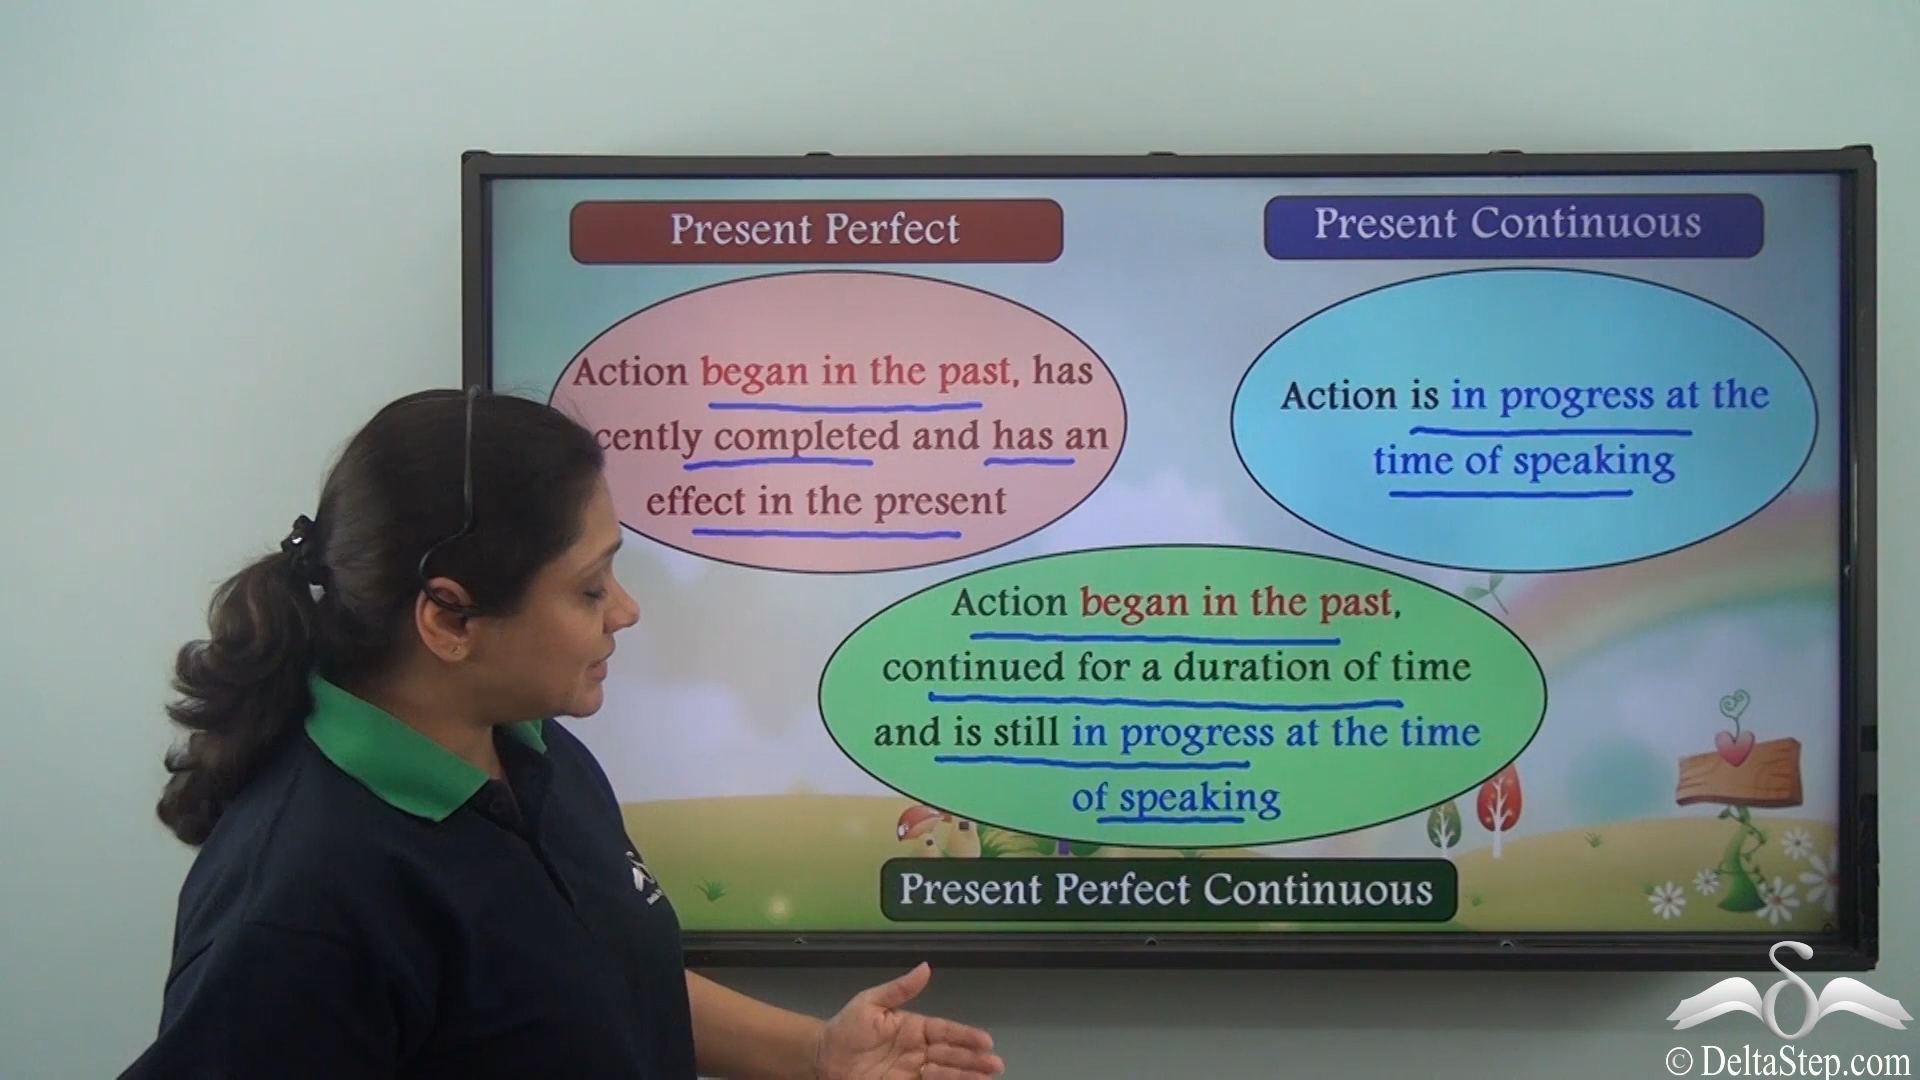 Present Perfect
Present Continuous
Action began in the past, has
cently completed and has an
effect in the present
Action is in progress at the
time of speaking
Action began in the past,
continued for a duration of time
and is still in progress at the time
of speaking
Present Perfect Continuous
© DeltaStep.com